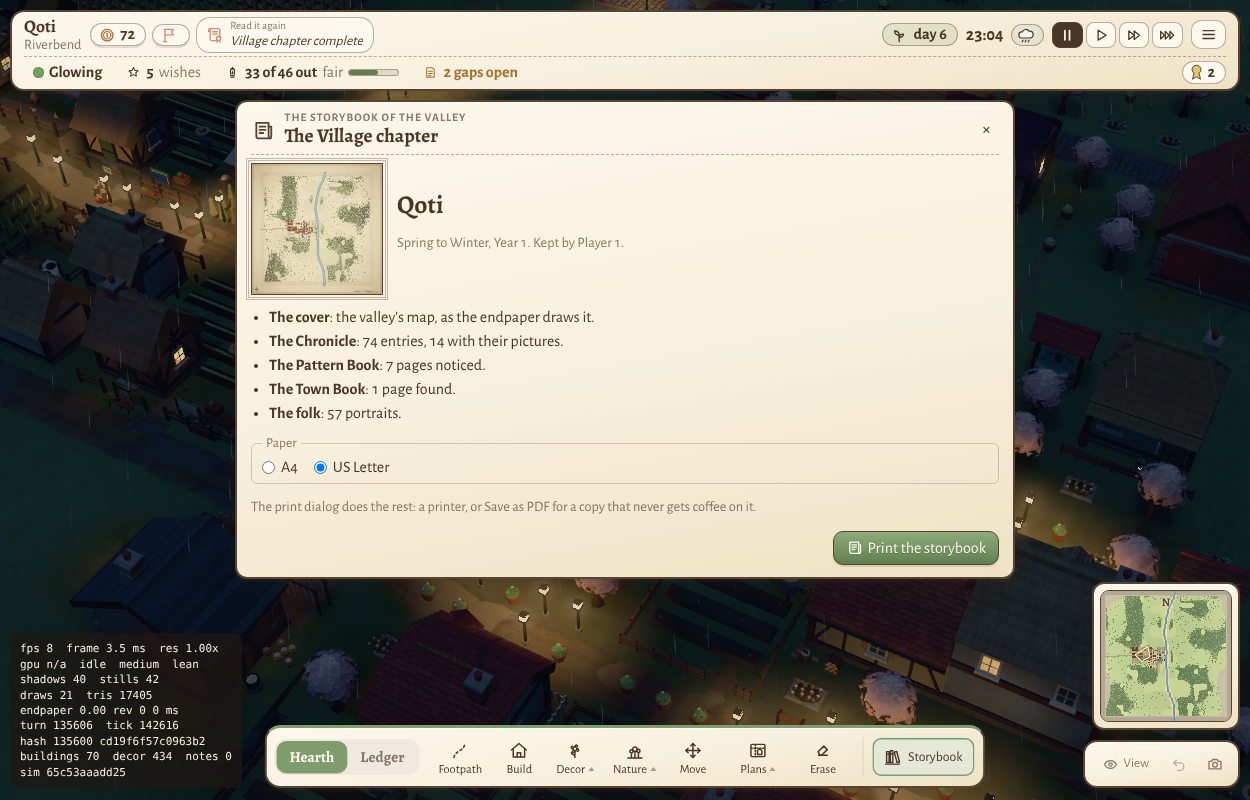 Qoti
Riverbend
72
Read it again
Village chapter complete
day 6
23:04
Glowing
5 wishes
33 of 46 out fair
2 gaps open
2
THE STORYBOOK OF THE VALLEY
The Village chapter
×
Qoti
Spring to Winter, Year 1. Kept by Player 1.
• The cover: the valley's map, as the endpaper draws it.
• The Chronicle: 74 entries, 14 with their pictures.
• The Pattern Book: 7 pages noticed.
• The Town Book: 1 page found.
• The folk: 57 portraits.
Paper
A4
US Letter
The print dialog does the rest: a printer, or Save as PDF for a copy that never gets coffee on it.
Print the storybook
N
fps 8 frame 3.5 ms res 1.00x
gpu n/a idle medium lean
shadows 40 stills 42
draws 21 tris 17405
endpaper 0.00 rev 0 0 ms
turn 135606 tick 142616
hash 135600 cd19f6f57c0963b2
buildings 70 decor 434 notes 0
sim 65c53aaadd25
Hearth
Ledger
Footpath
Build
Decor
Nature
Move
Plans
Erase
Storybook
View